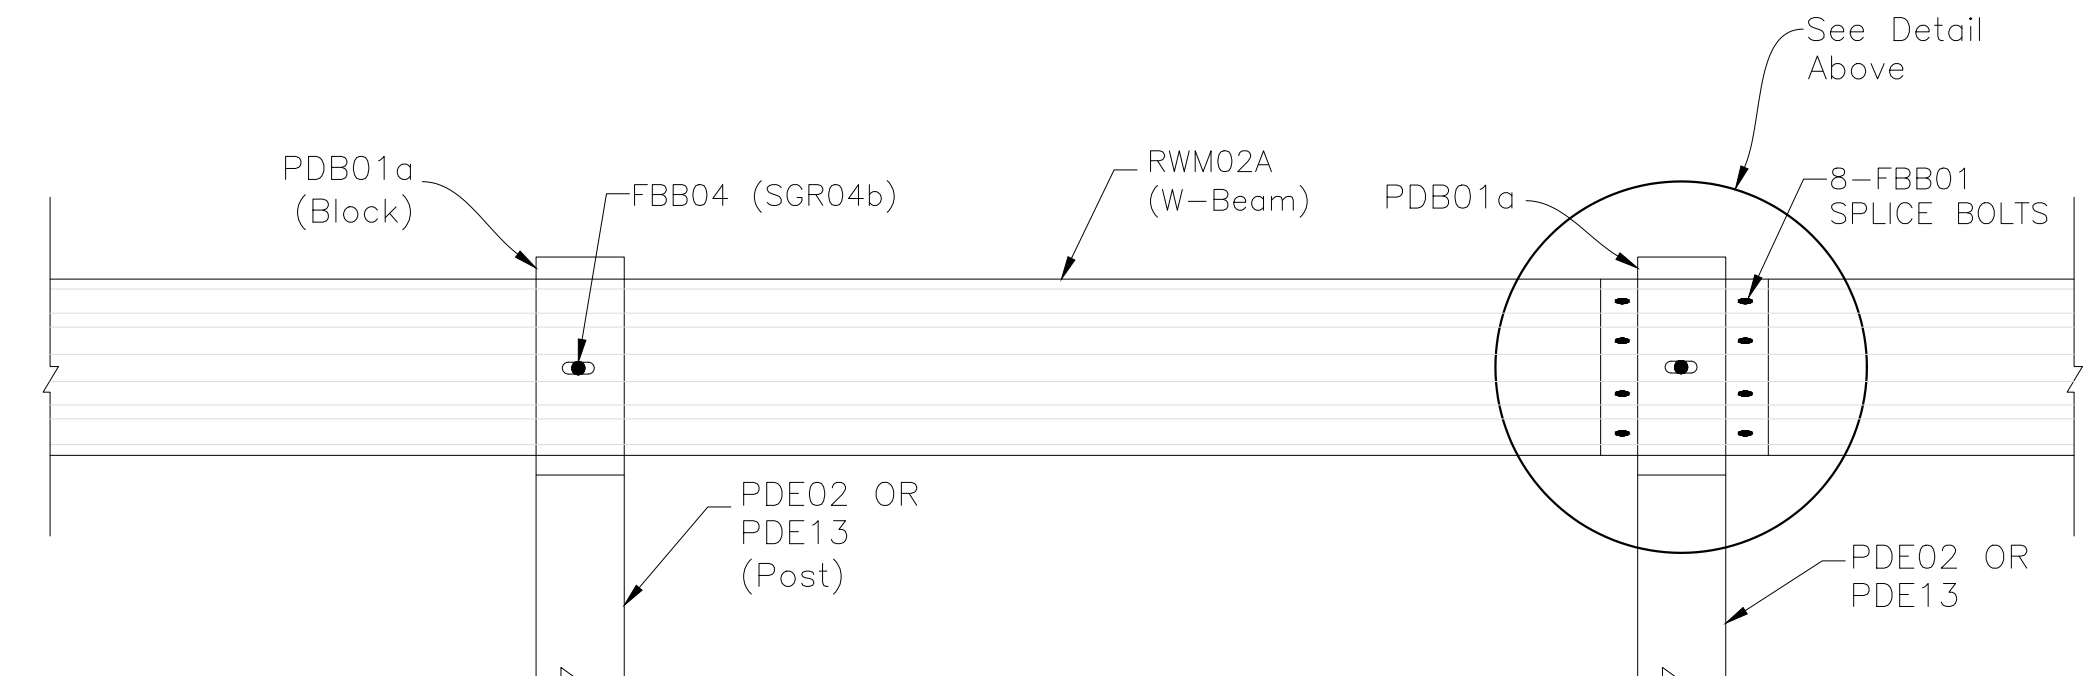 See Detail
Above
PDB01a
(Block)
FBB04 (SGR04b)
RWM02A
(W-Beam)
PDB01a
8-FBB01
SPLICE BOLTS
PDE02 OR
PDE13
(Post)
PDE02 OR
PDE13